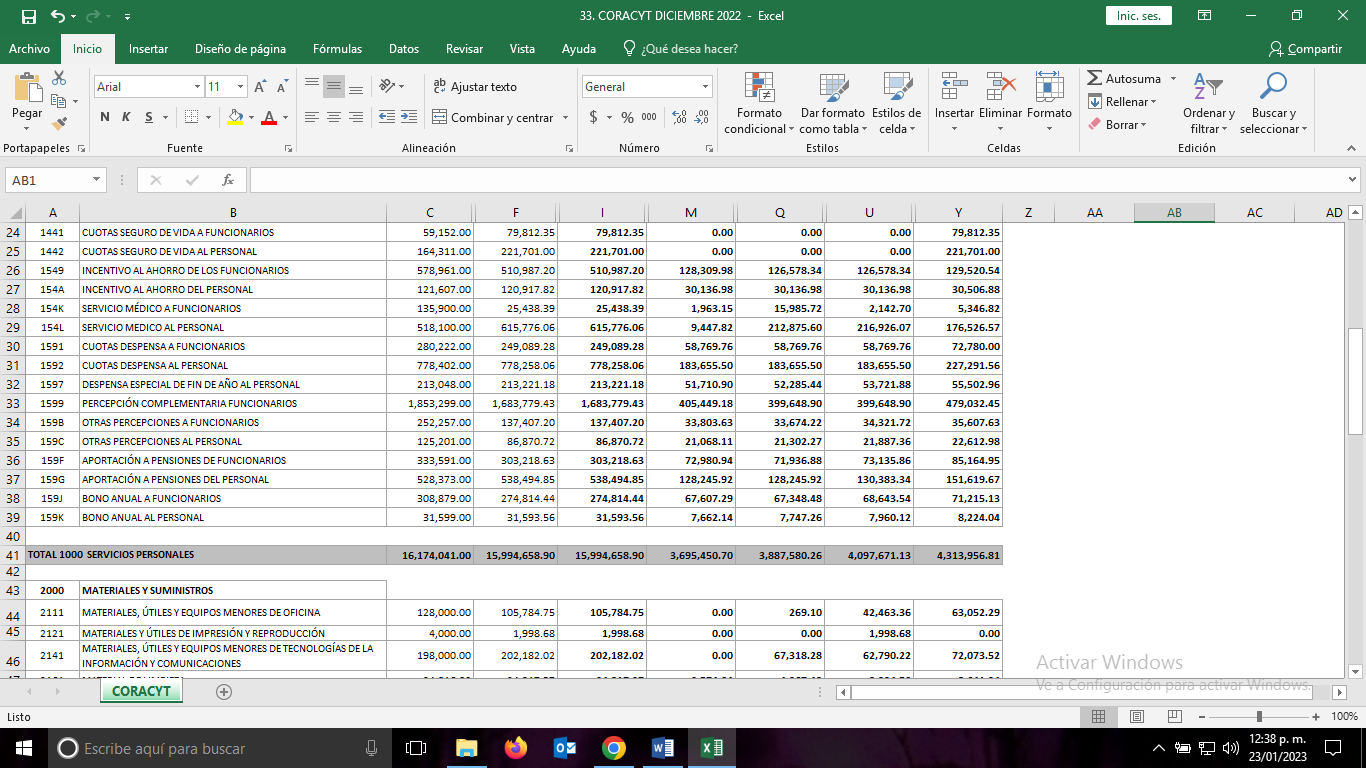 33. CORACYT DICIEMBRE 2022 - Excel
Inic. ses.
Archivo Inicio Insertar Diseño de página Fórmulas Datos Revisar Vista Ayuda ¿Qué desea hacer? Compartir
Pegar
Portapapeles
Arial 11
N K S
Fuente
Ajustar texto
Combinar y centrar
Alineación
General
$ % 000
Número
Formato condicional
Dar formato como tabla
Estilos de celda
Estilos
Insertar Eliminar Formato
Celdas
Autosuma
Rellenar
Borrar
Ordenar y filtrar
Buscar y seleccionar
Edición
AB1 fx
A B C F I M Q U Y Z AA AB AC AD
24 1441 CUOTAS SEGURO DE VIDA A FUNCIONARIOS 59,152.00 79,812.35 79,812.35 0.00 0.00 0.00 79,812.35
25 1442 CUOTAS SEGURO DE VIDA AL PERSONAL 164,311.00 221,701.00 221,701.00 0.00 0.00 0.00 221,701.00
26 1549 INCENTIVO AL AHORRO DE LOS FUNCIONARIOS 578,961.00 510,987.20 510,987.20 128,309.98 126,578.34 126,578.34 129,520.54
27 154A INCENTIVO AL AHORRO DEL PERSONAL 121,607.00 120,917.82 120,917.82 30,136.98 30,136.98 30,136.98 30,506.88
28 154K SERVICIO MÉDICO A FUNCIONARIOS 135,900.00 25,438.39 25,438.39 1,963.15 15,985.72 2,142.70 5,346.82
29 154L SERVICIO MEDICO AL PERSONAL 518,100.00 615,776.06 615,776.06 9,447.82 212,875.60 216,926.07 176,526.57
30 1591 CUOTAS DESPENSA A FUNCIONARIOS 280,222.00 249,089.28 249,089.28 58,769.76 58,769.76 58,769.76 72,780.00
31 1592 CUOTAS DESPENSA AL PERSONAL 778,402.00 778,258.06 778,258.06 183,655.50 183,655.50 183,655.50 227,291.56
32 1597 DESPENSA ESPECIAL DE FIN DE AÑO AL PERSONAL 213,048.00 213,221.18 213,221.18 51,710.90 52,285.44 53,721.88 55,502.96
33 1599 PERCEPCIÓN COMPLEMENTARIA FUNCIONARIOS 1,853,299.00 1,683,779.43 1,683,779.43 405,449.18 399,648.90 399,648.90 479,032.45
34 159B OTRAS PERCEPCIONES A FUNCIONARIOS 252,257.00 137,407.20 137,407.20 33,803.63 33,674.22 34,321.72 35,607.63
35 159C OTRAS PERCEPCIONES AL PERSONAL 125,201.00 86,870.72 86,870.72 21,068.11 21,302.27 21,887.36 22,612.98
36 159F APORTACIÓN A PENSIONES DE FUNCIONARIOS 333,591.00 303,218.63 303,218.63 72,980.94 71,936.88 73,135.86 85,164.95
37 159G APORTACIÓN A PENSIONES DEL PERSONAL 528,373.00 538,494.85 538,494.85 128,245.92 128,245.92 130,383.34 151,619.67
38 159J BONO ANUAL A FUNCIONARIOS 308,879.00 274,814.44 274,814.44 67,607.29 67,348.48 68,643.54 71,215.13
39 159K BONO ANUAL AL PERSONAL 31,599.00 31,593.56 31,593.56 7,662.14 7,747.26 7,960.12 8,224.04
40
41 TOTAL 1000 SERVICIOS PERSONALES 16,174,041.00 15,994,658.90 15,994,658.90 3,695,450.70 3,887,580.26 4,097,671.13 4,313,956.81
42
43 2000 MATERIALES Y SUMINISTROS
44 2111 MATERIALES, ÚTILES Y EQUIPOS MENORES DE OFICINA 128,000.00 105,784.75 105,784.75 0.00 269.10 42,463.36 63,052.29
45 2121 MATERIALES Y ÚTILES DE IMPRESIÓN Y REPRODUCCIÓN 4,000.00 1,998.68 1,998.68 0.00 0.00 1,998.68 0.00
46 2141 MATERIALES, ÚTILES Y EQUIPOS MENORES DE TECNOLOGÍAS DE LA INFORMACIÓN Y COMUNICACIONES 198,000.00 202,182.02 202,182.02 0.00 67,318.28 62,790.22 72,073.52
Activar Windows
Ve a Configuración para activar Windows.
CORACYT
Listo
100%
Escribe aquí para buscar
12:38 p. m.
23/01/2023